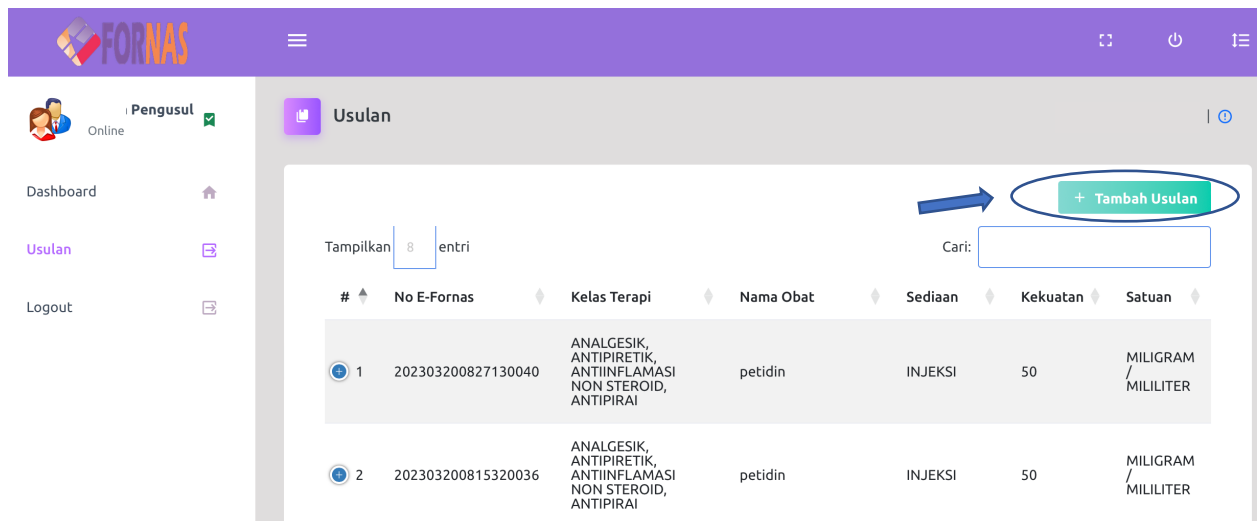 FORNAS
Pengusul
Online
Dashboard
Usulan
Logout
Usulan
+ Tambah Usulan
Tampilkan 8 entri
Cari:
# No E-Fornas Kelas Terapi Nama Obat Sediaan Kekuatan Satuan
1 202303200827130040 ANALGESIK, ANTIPIRETIK, ANTIINFLAMASI NON STEROID, ANTIPIRAI petidin INJEKSI 50 MILIGRAM / MILILITER
2 202303200815320036 ANALGESIK, ANTIPIRETIK, ANTIINFLAMASI NON STEROID, ANTIPIRAI petidin INJEKSI 50 MILIGRAM / MILILITER